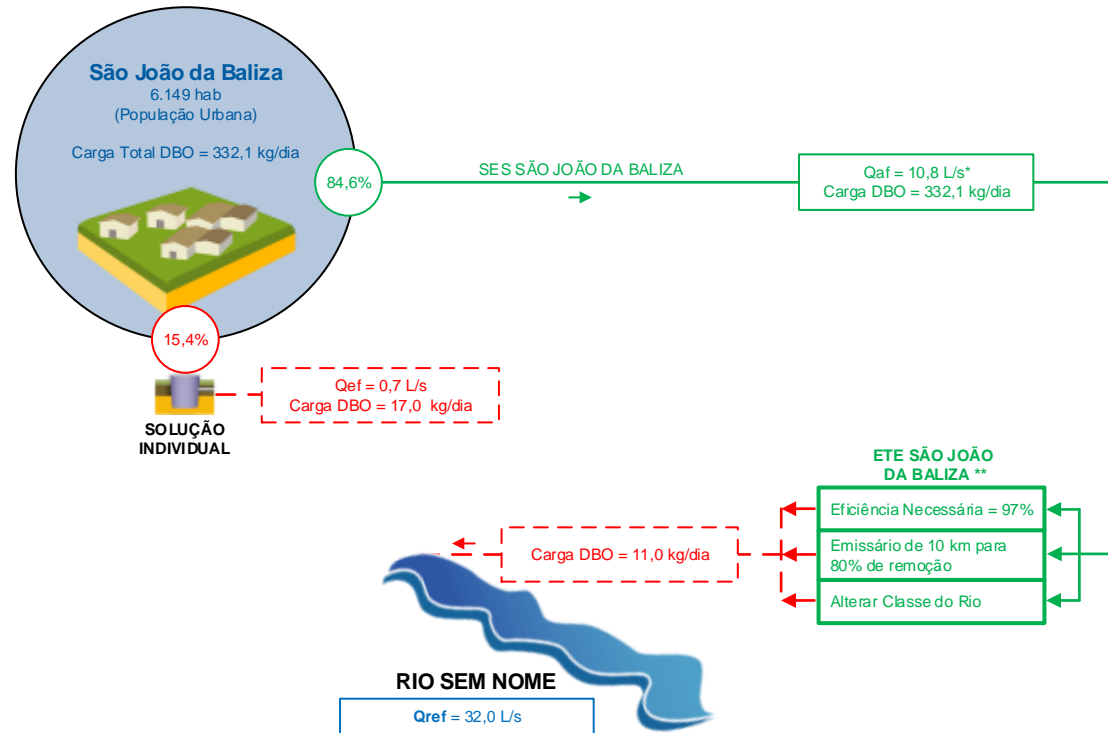 São João da Baliza
6.149 hab
(População Urbana)
Carga Total DBO = 332,1 kg/dia
84,6%
SES SÃO JOÃO DA BALIZA
Qaf = 10,8 L/s*
Carga DBO = 332,1 kg/dia
15,4%
Qef = 0,7 L/s
Carga DBO = 17,0 kg/dia
SOLUÇÃO
INDIVIDUAL
ETE SÃO JOÃO
DA BALIZA **
Eficiência Necessária = 97%
Emissário de 10 km para
80% de remoção
Alterar Classe do Rio
Carga DBO = 11,0 kg/dia
RIO SEM NOME
Qref = 32,0 L/s